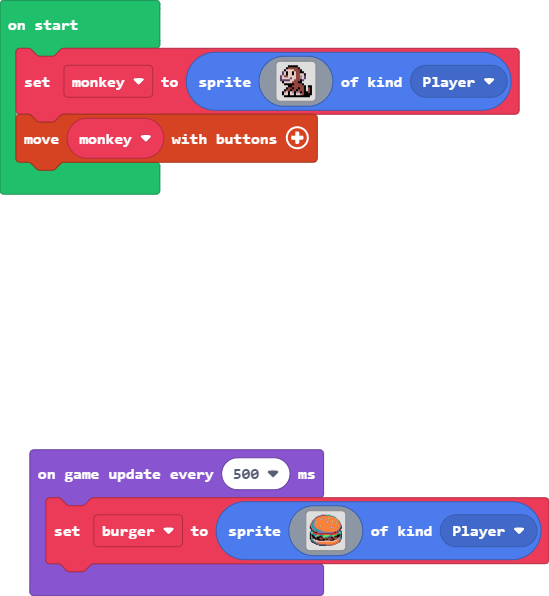 on start
set monkey to sprite of kind Player
move monkey with buttons
on game update every 500 ms
set burger to sprite of kind Player